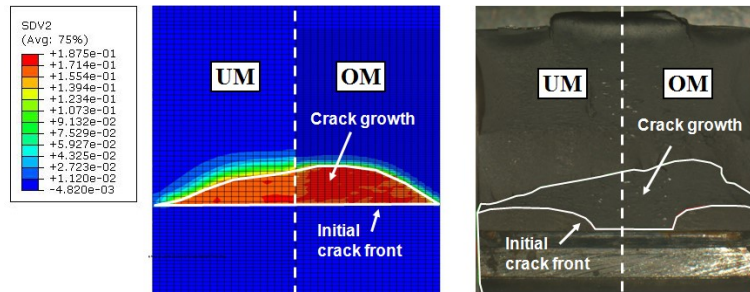 SDV2
(Avg: 75%)
+1.875e-01
+1.714e-01
+1.554e-01
+1.394e-01
+1.234e-01
+1.073e-01
+9.132e-02
+7.529e-02
+5.927e-02
+4.325e-02
+2.723e-02
+1.120e-02
-4.820e-03
UM
OM
Crack growth
Initial
crack front
UM
OM
Crack growth
Initial
crack front